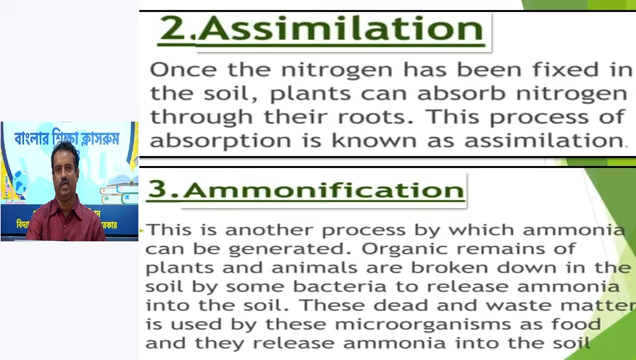 2.Assimilation
Once the nitrogen has been fixed in
the soil, plants can absorb nitrogen
through their roots. This process of
absorption is known as assimilation.
3.Ammonification
This is another process by which ammonia
can be generated. Organic remains of
plants and animals are broken down in the
soil by some bacteria to release ammonia
into the soil. These dead and waste matter
is used by these microorganisms as food
and they release ammonia into the soil
বাংলার শিক্ষা ক্লাসরুম